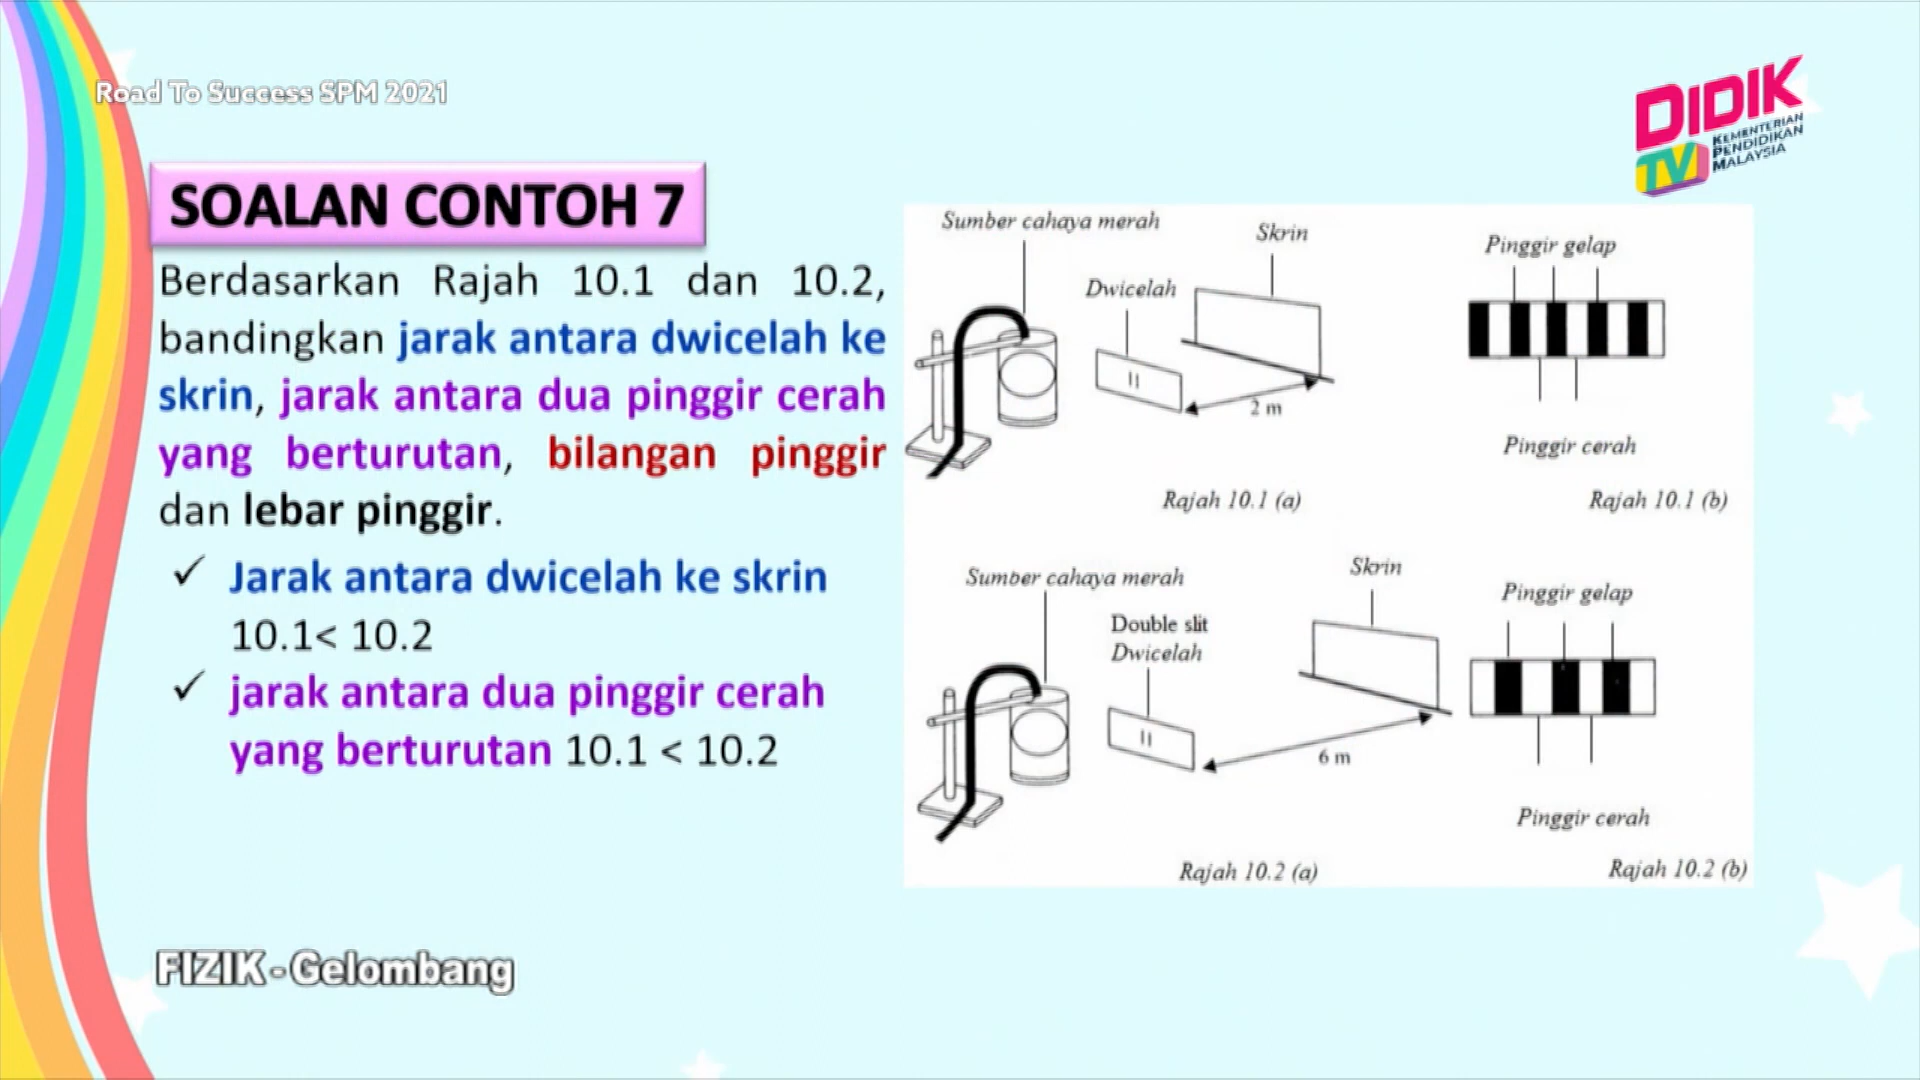 Road To Success SPM 2021
DIDIK
TV
KEMENTERIAN
PENDIDIKAN
MALAYSIA
SOALAN CONTOH 7
Berdasarkan Rajah 10.1 dan 10.2,
bandingkan jarak antara dwicelah ke
skrin, jarak antara dua pinggir cerah
yang berturutan, bilangan pinggir
dan lebar pinggir.
✓ Jarak antara dwicelah ke skrin
10.1< 10.2
✓ jarak antara dua pinggir cerah
yang berturutan 10.1 < 10.2
Sumber cahaya merah
Skrin
Dwicelah
2 m
Rajah 10.1 (a)
Pinggir gelap
Pinggir cerah
Rajah 10.1 (b)
Sumber cahaya merah
Skrin
Double slit
Dwicelah
6 m
Rajah 10.2 (a)
Pinggir gelap
Pinggir cerah
Rajah 10.2 (b)
FIZIK - Gelombang